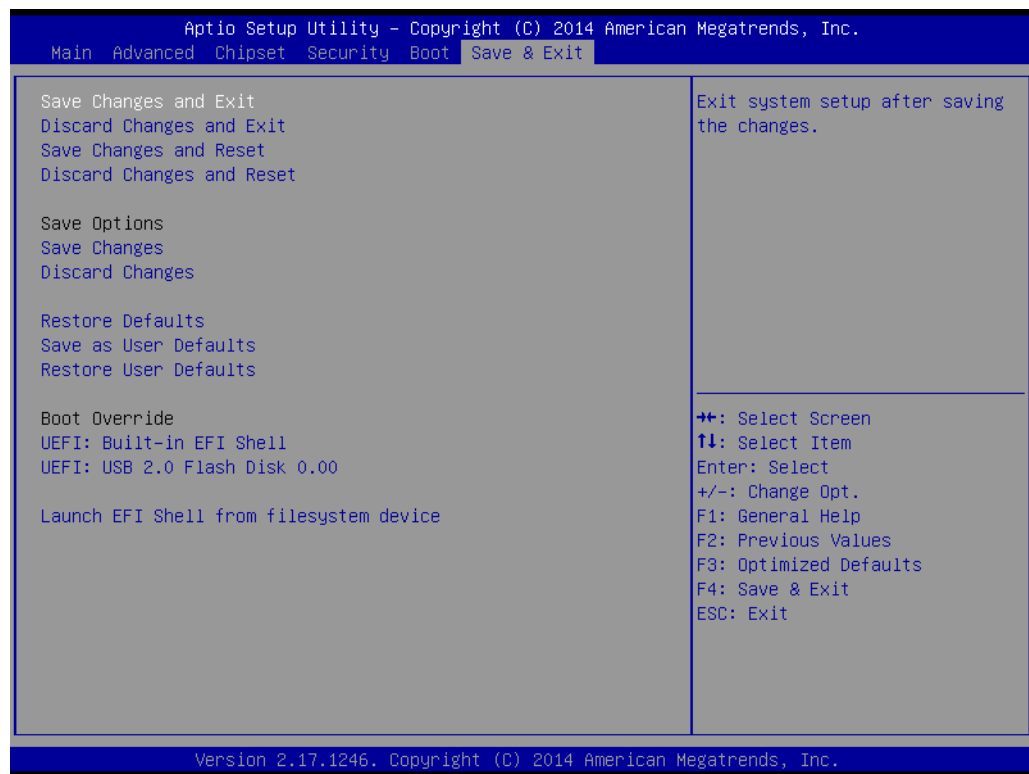 Aptio Setup Utility – Copyright (C) 2014 American Megatrends, Inc.
Main Advanced Chipset Security Boot Save & Exit
Save Changes and Exit
Discard Changes and Exit
Save Changes and Reset
Discard Changes and Reset
Save Options
Save Changes
Discard Changes
Restore Defaults
Save as User Defaults
Restore User Defaults
Boot Override
UEFI: Built-in EFI Shell
UEFI: USB 2.0 Flash Disk 0.00
Launch EFI Shell from filesystem device
Exit system setup after saving
the changes.
→←: Select Screen
↑↓: Select Item
Enter: Select
+/-: Change Opt.
F1: General Help
F2: Previous Values
F3: Optimized Defaults
F4: Save & Exit
ESC: Exit
Version 2.17.1246. Copyright (C) 2014 American Megatrends, Inc.